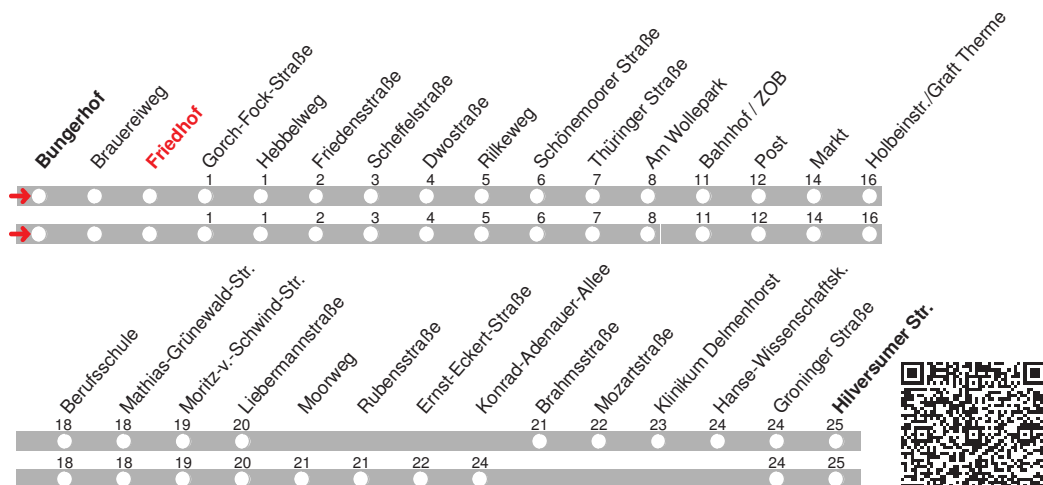 Bungerhof
Brauereiweg
Friedhof
Gorch-Fock-Straße
Hebbelweg
Friedensstraße
Scheffelstraße
Dwostraße
Rilkeweg
Schönemoorer Straße
Thüringer Straße
Am Wollepark
Bahnhof / ZOB
Post
Markt
Holbeinstr./Graft Therme
1 1 2 3 4 5 6 7 8 11 12 14 16
1 1 2 3 4 5 6 7 8 11 12 14 16
Berufsschule
Mathias-Grünewald-Str.
Moritz-v.-Schwind-Str.
Liebermannstraße
Moorweg
Rubensstraße
Ernst-Eckert-Straße
Konrad-Adenauer-Allee
Brahmsstraße
Mozartstraße
Klinikum Delmenhorst
Hanse-Wissenschaftsk.
Groninger Straße
Hilversumer Str.
18 18 19 20 21 22 23 24 24 25
18 18 19 20 21 21 22 24 24 25